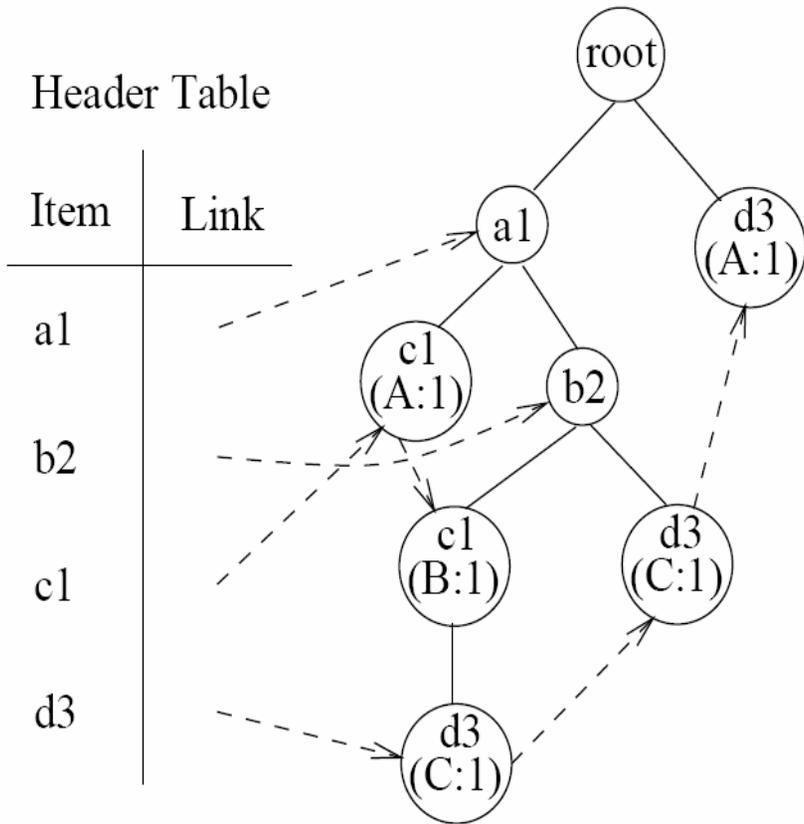 root
Header Table
Item Link
a1
b2
c1
d3
a1
d3
(A:1)
c1
(A:1)
b2
c1
(B:1)
d3
(C:1)
d3
(C:1)